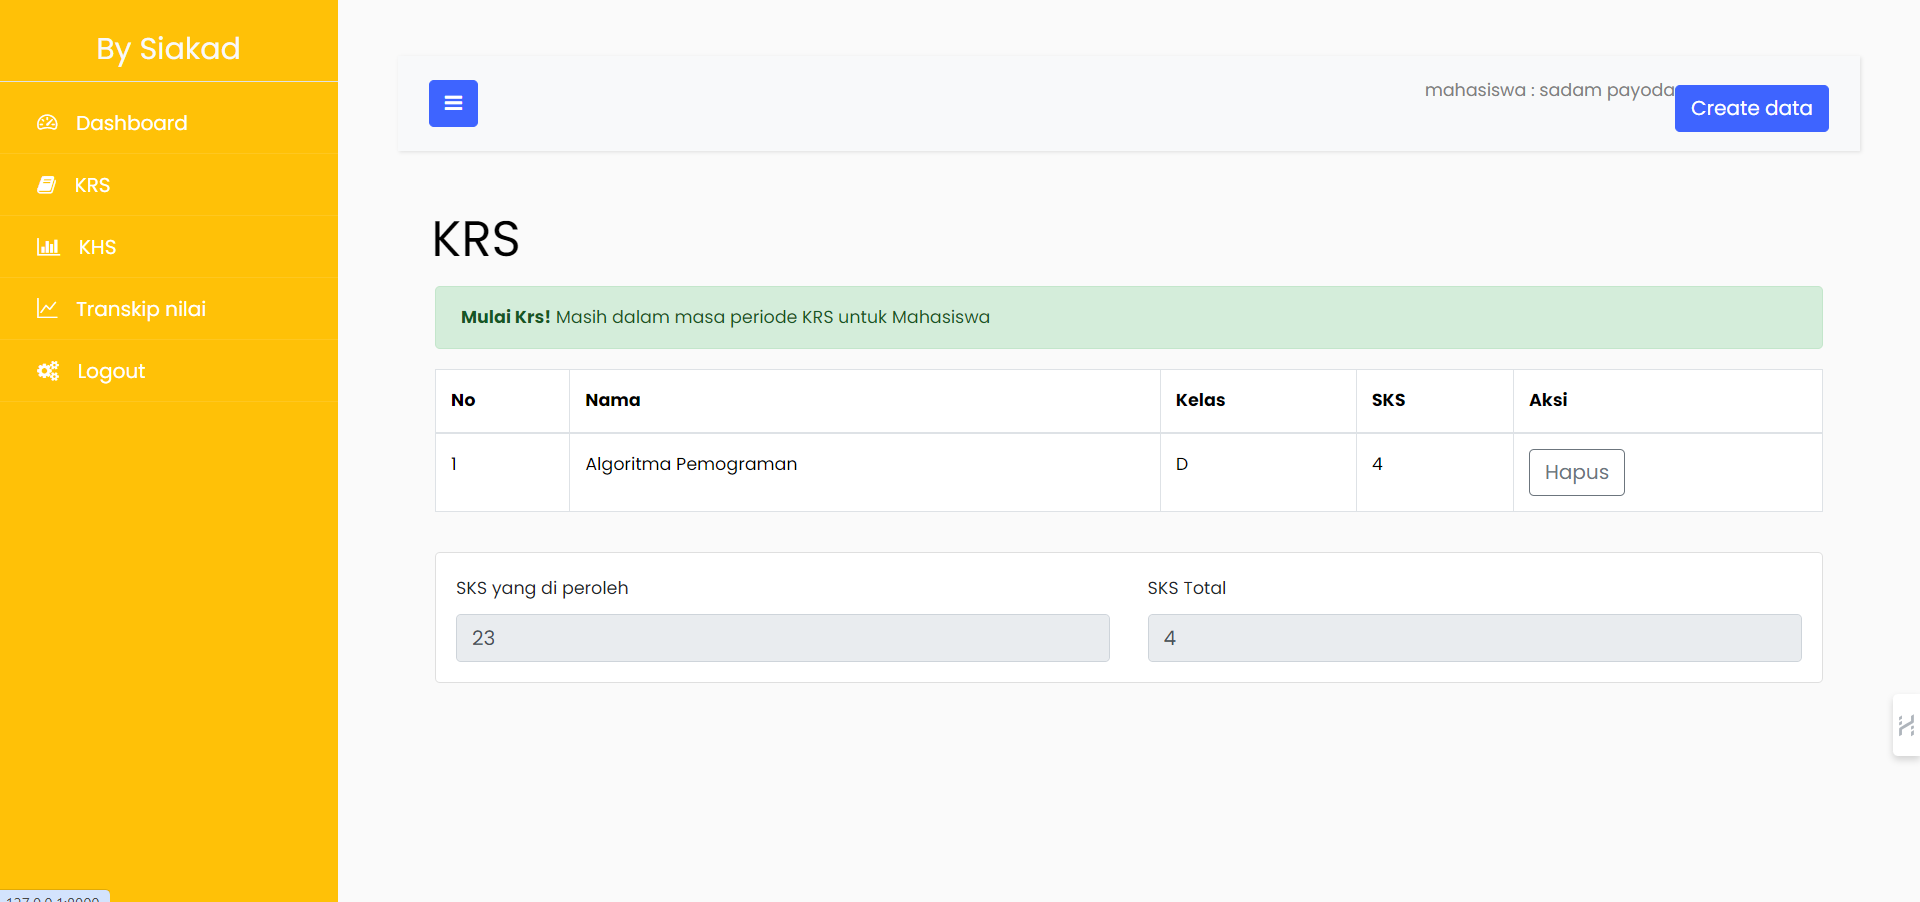 By Siakad
Dashboard
KRS
KHS
Transkip nilai
Logout
mahasiswa : sadam payoda
Create data
KRS
Mulai Krs! Masih dalam masa periode KRS untuk Mahasiswa
No Nama Kelas SKS Aksi
1 Algoritma Pemograman D 4 Hapus
SKS yang di peroleh SKS Total
23 4